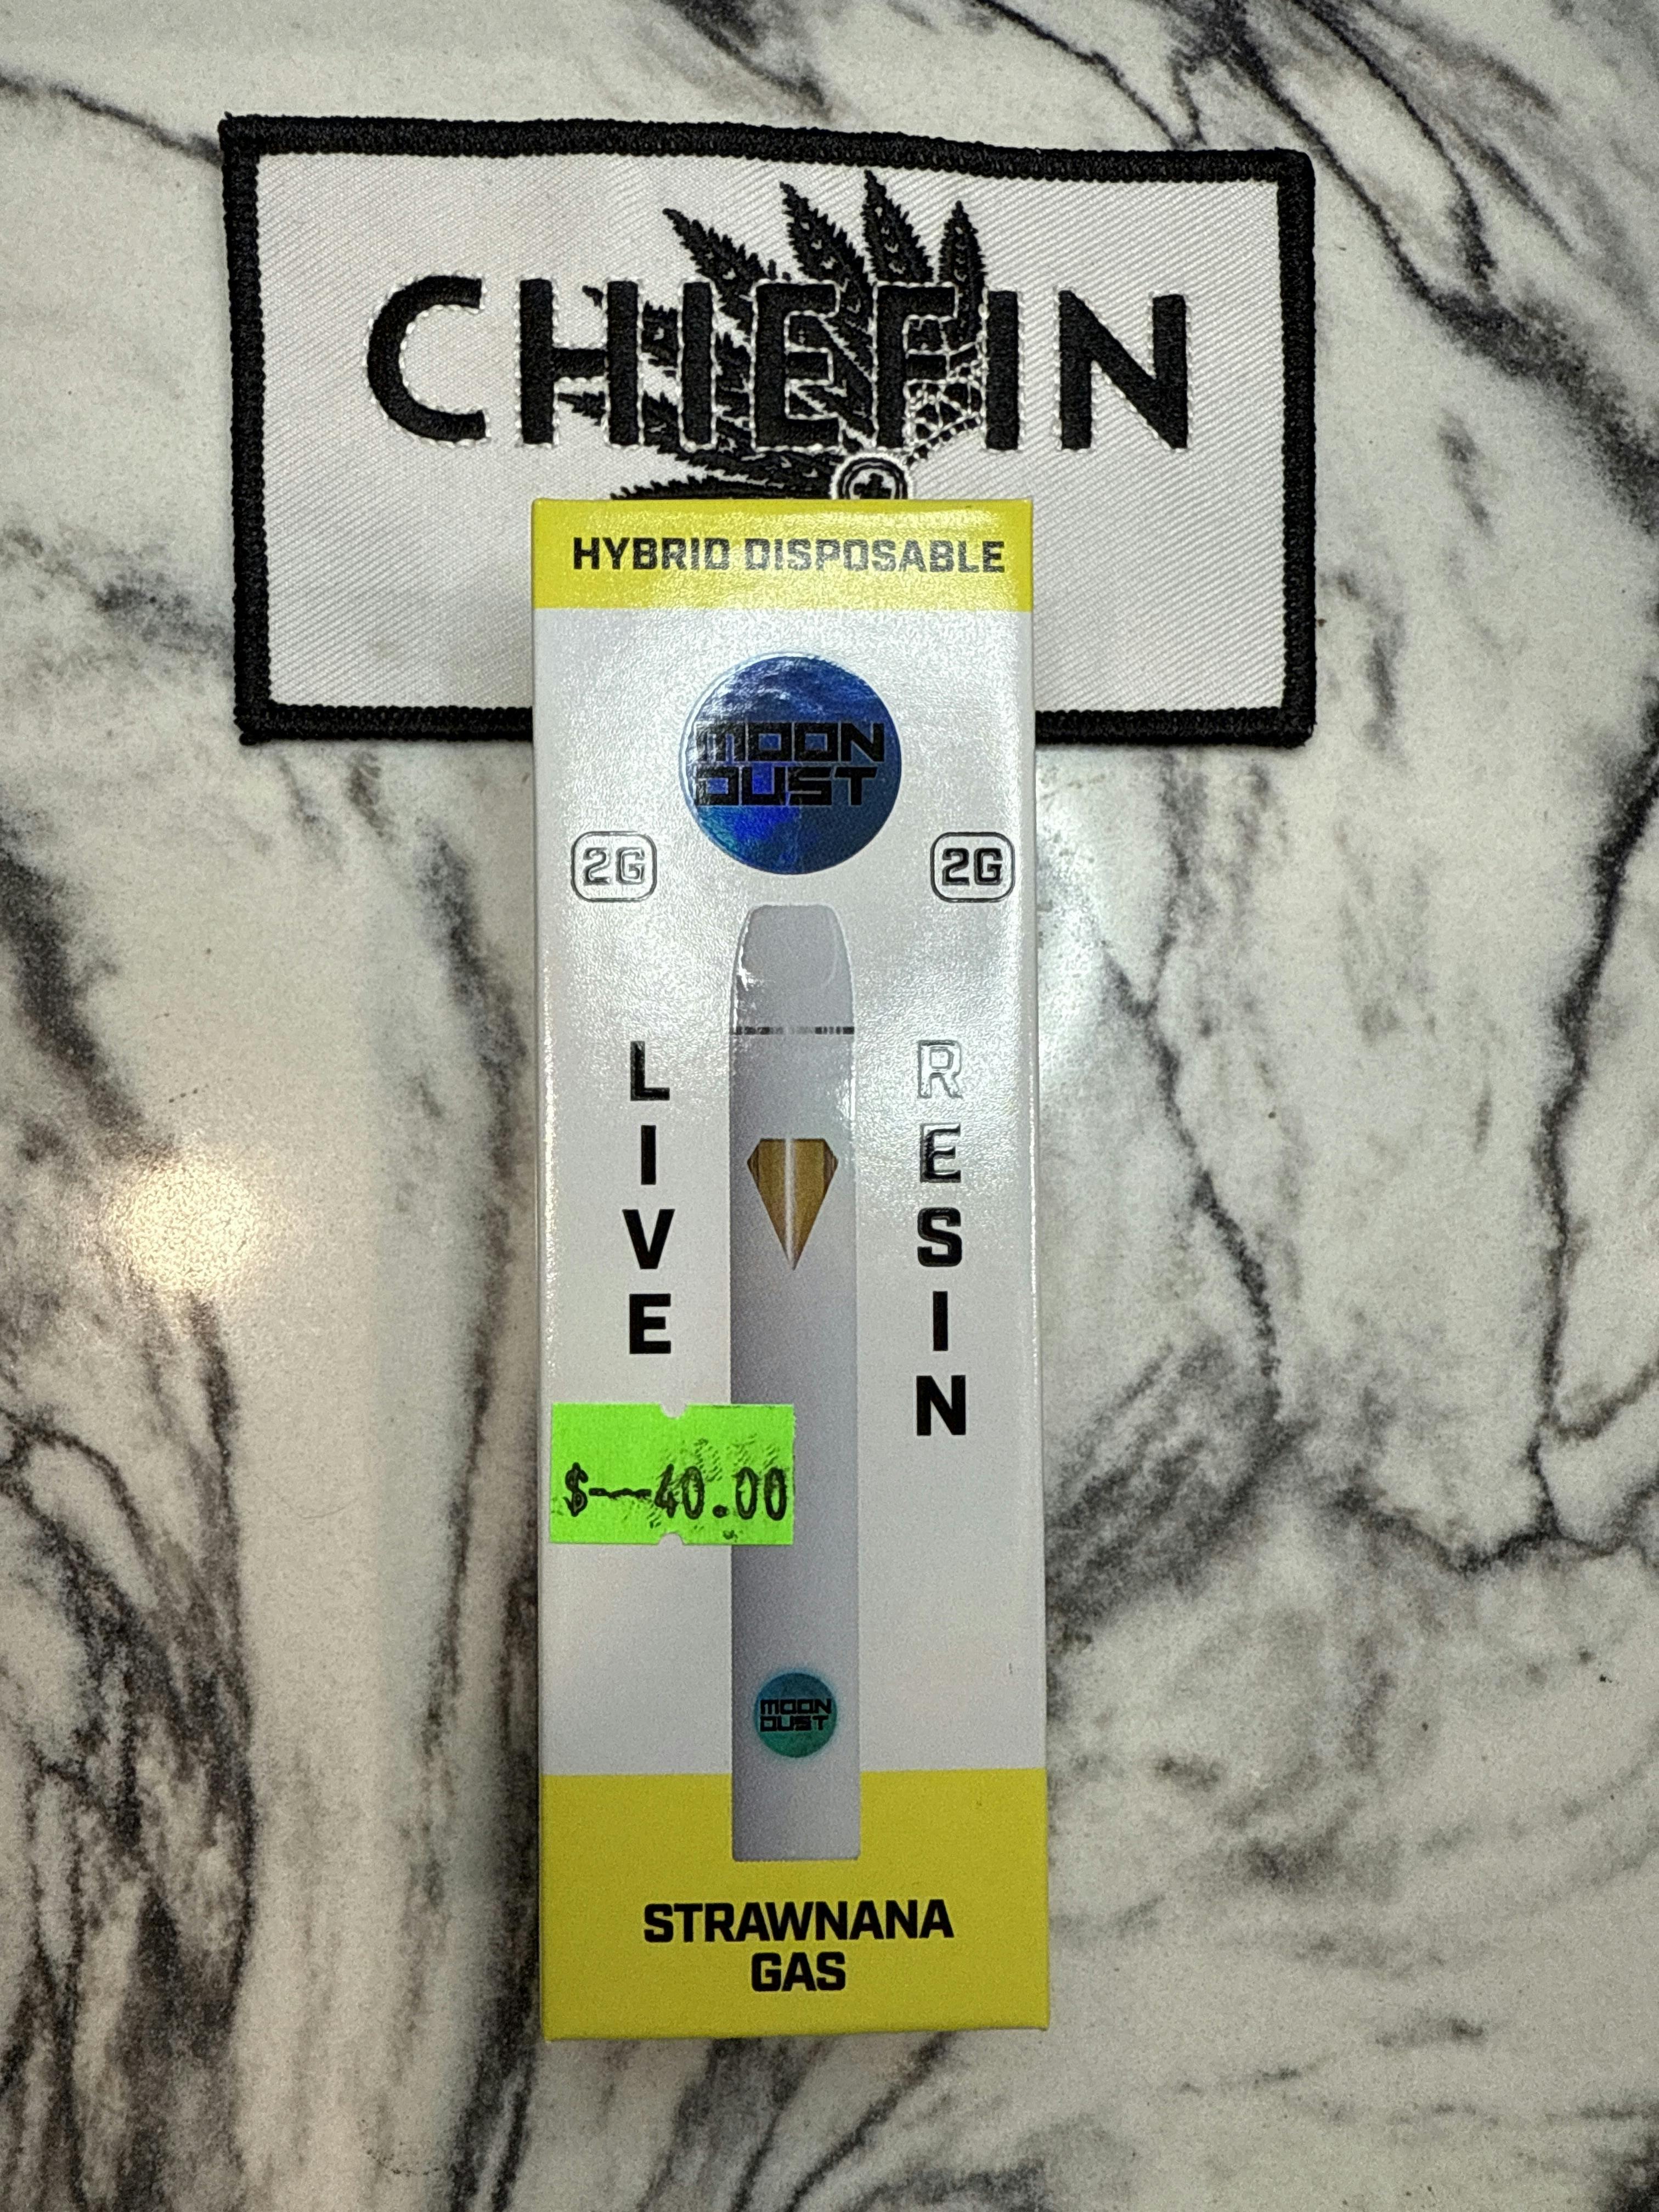 CHIEFIN
HYBRID DISPOSABLE
MOON
DUST
2G
2G
LIVE
RESIN
$--40.00
MOON
DUST
STRAWNANA
GAS